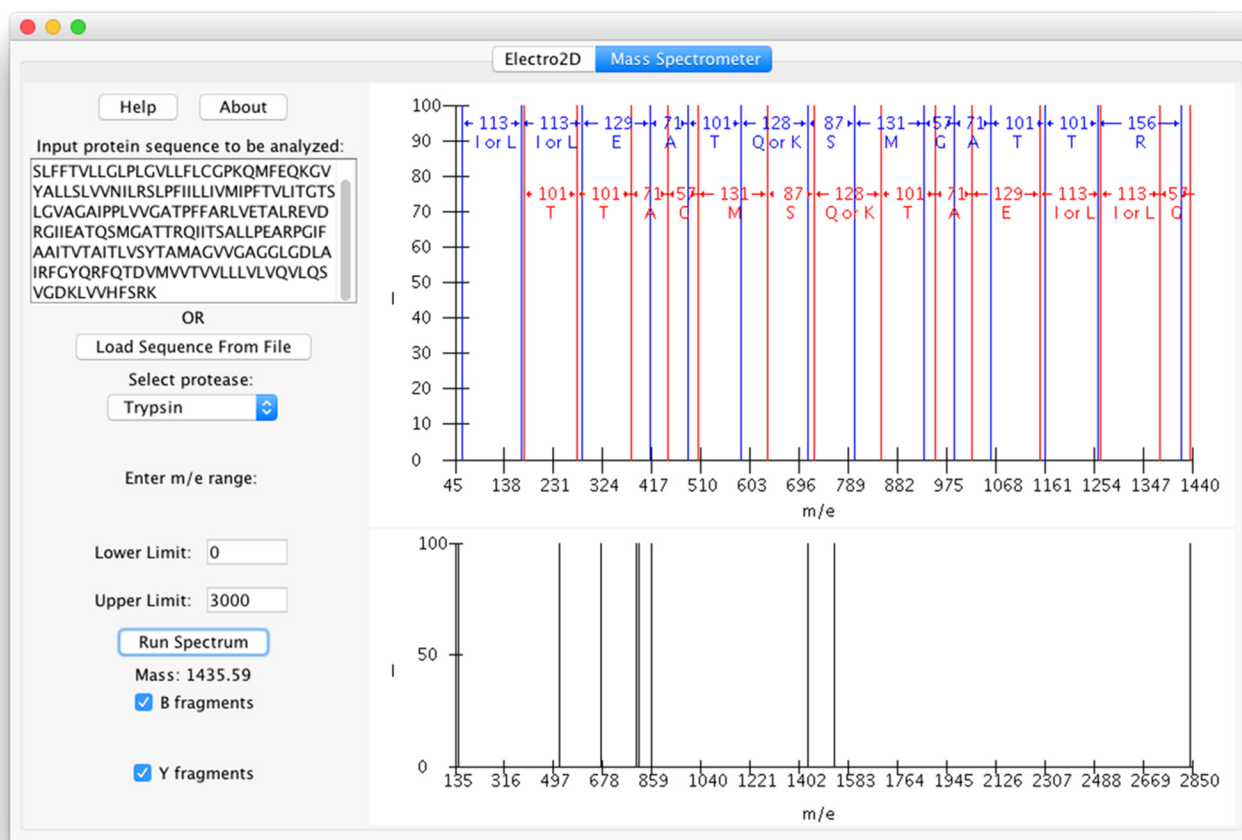 Electro2D
Mass Spectrometer
Help
About
Input protein sequence to be analyzed:
SLFFTVLLGLPLGVLLFLCGPKQMFEQKGV
YALLSLVVNILRSLPFIILLIVMIPFTVLITGTS
LGVAGAIPPLVVGATPFFARLVETALREVD
RGIIEATQSMGATTRQIITSALLPEARPGIF
AAITVTAITLVSYTAMAGVVGAGGLGDLA
IRFGYQRFQTDVMVVTVVLLLVLVQVLQS
VGDKLVVHFSRK
OR
Load Sequence From File
Select protease:
Trypsin
Enter m/e range:
Lower Limit: 0
Upper Limit: 3000
Run Spectrum
Mass: 1435.59
B fragments
Y fragments
100
90
80
70
60
50
40
30
20
10
0
I
113 113 129 71 101 128 87 131 57 71 101 101 156
I or L I or L E A T Q or K S M G A T T R
101 101 71 57 131 87 128 101 71 129 113 113 57
T T A G M S Q or K T A E I or L I or L G
45 138 231 324 417 510 603 696 789 882 975 1068 1161 1254 1347 1440
m/e
100
50
0
I
135 316 497 678 859 1040 1221 1402 1583 1764 1945 2126 2307 2488 2669 2850
m/e